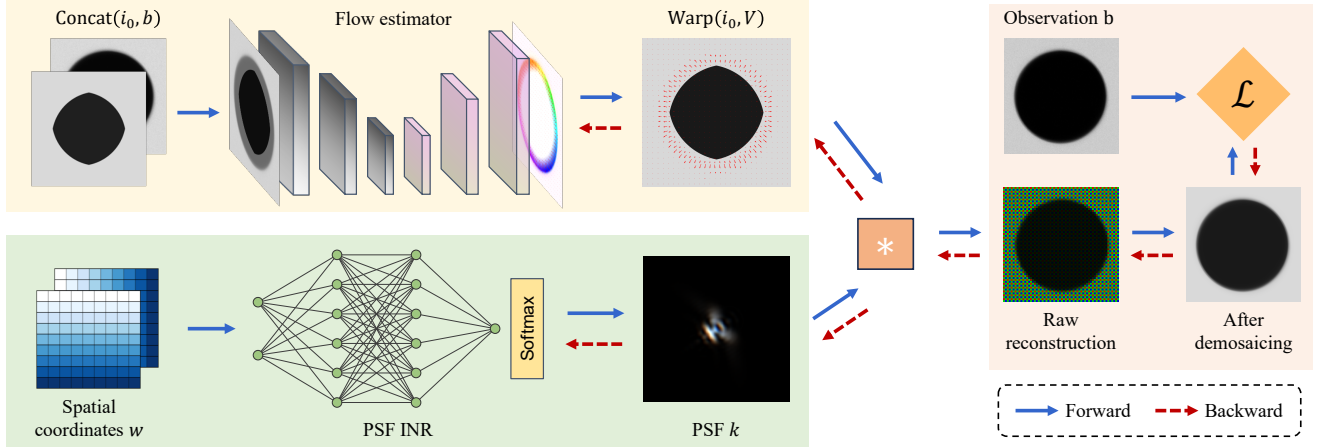 Concat(i₀, b)
Flow estimator
Warp(i₀, V)
Observation b
ℒ
*
Raw
reconstruction
After
demosaicing
Softmax
Spatial
coordinates w
PSF INR
PSF k
Forward
Backward